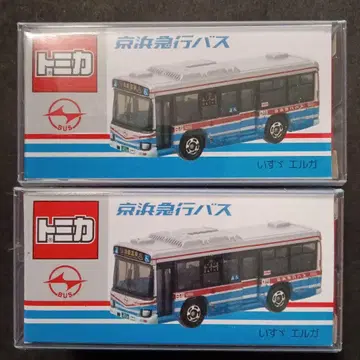 トミカ
京浜急行バス
BUS
いすゞ エルガ
トミカ
京浜急行バス
BUS
いすゞ エルガ